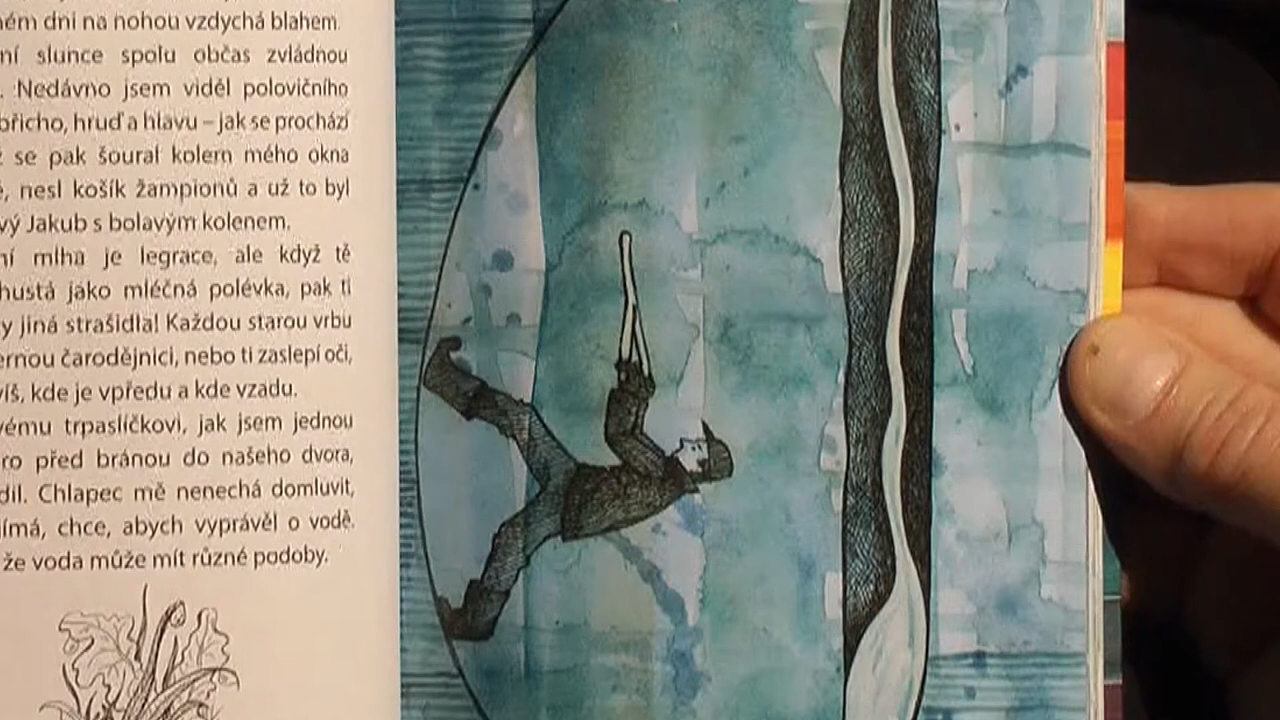 ném dni na nohou vzdychá blahem.
ní slunce spolu občas zvládnou
. Nedávno jsem viděl polovičního
břicho, hruď a hlavu – jak se prochází
ž se pak šoural kolem mého okna
nesl košík žampionů a už to byl
vý Jakub s bolavým kolenem.
ní mlha je legrace, ale když tě
hustá jako mléčná polévka, pak ti
y jiná strašidla! Každou starou vrbu
ernou čarodějnici, nebo ti zaslepí oči,
víš, kde je vpředu a kde vzadu.
vému trpaslíčkovi, jak jsem jednou
ro před bránou do našeho dvora,
dil. Chlapec mě nenechá domluvit,
jímá, chce, abych vyprávěl o vodě.
že voda může mít různé podoby.